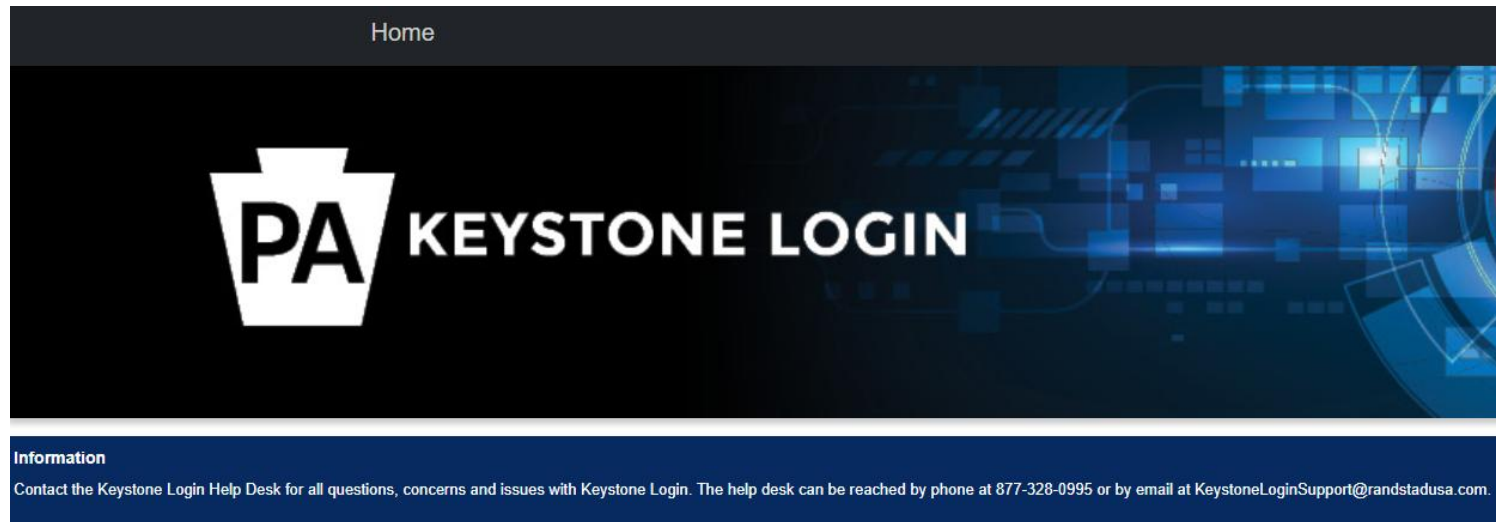 Home
PA KEYSTONE LOGIN
Information
Contact the Keystone Login Help Desk for all questions, concerns and issues with Keystone Login. The help desk can be reached by phone at 877-328-0995 or by email at KeystoneLoginSupport@randstadusa.com.